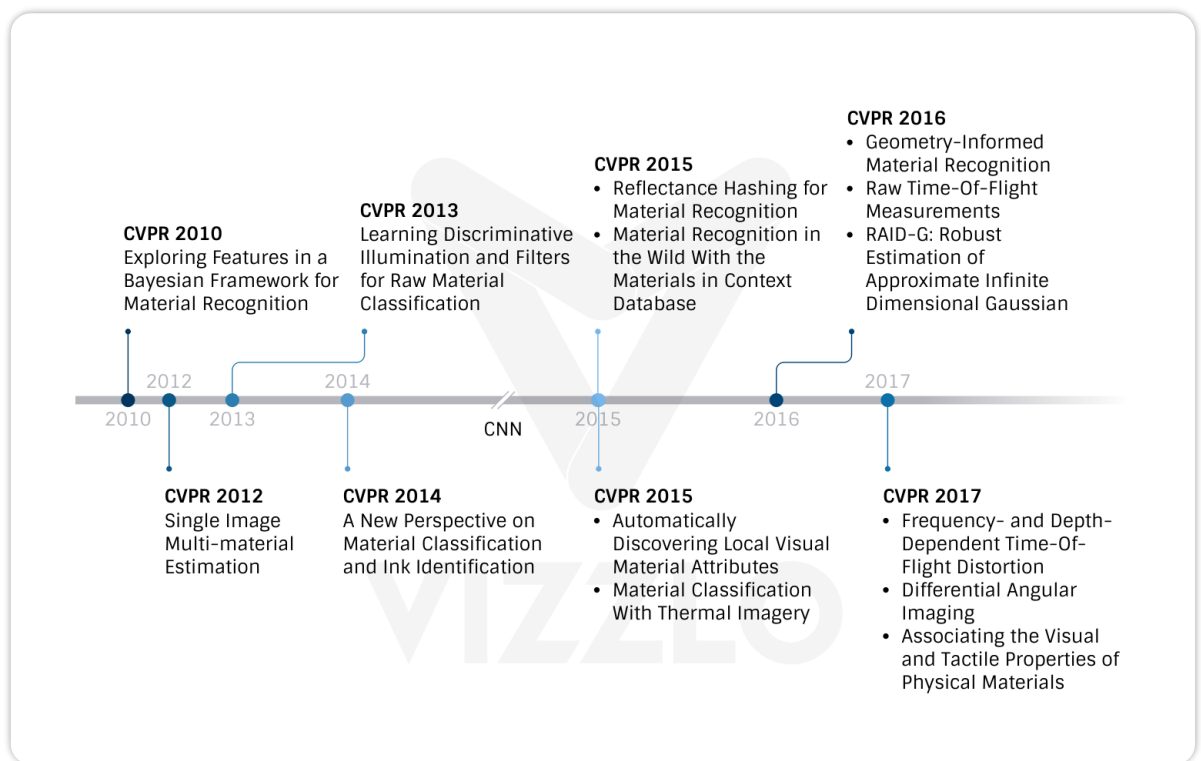 CVPR 2010
Exploring Features in a
Bayesian Framework for
Material Recognition
CVPR 2013
Learning Discriminative
Illumination and Filters
for Raw Material
Classification
CVPR 2015
• Reflectance Hashing for
Material Recognition
• Material Recognition in
the Wild With the
Materials in Context
Database
CVPR 2016
• Geometry-Informed
Material Recognition
• Raw Time-Of-Flight
Measurements
• RAID-G: Robust
Estimation of
Approximate Infinite
Dimensional Gaussian
2012
2014
2017
2010
2013
CNN
2015
2016
CVPR 2012
Single Image
Multi-material
Estimation
CVPR 2014
A New Perspective on
Material Classification
and Ink Identification
CVPR 2015
• Automatically
Discovering Local Visual
Material Attributes
• Material Classification
With Thermal Imagery
CVPR 2017
• Frequency- and Depth-
Dependent Time-Of-
Flight Distortion
• Differential Angular
Imaging
• Associating the Visual
and Tactile Properties of
Physical Materials
VIZZLO